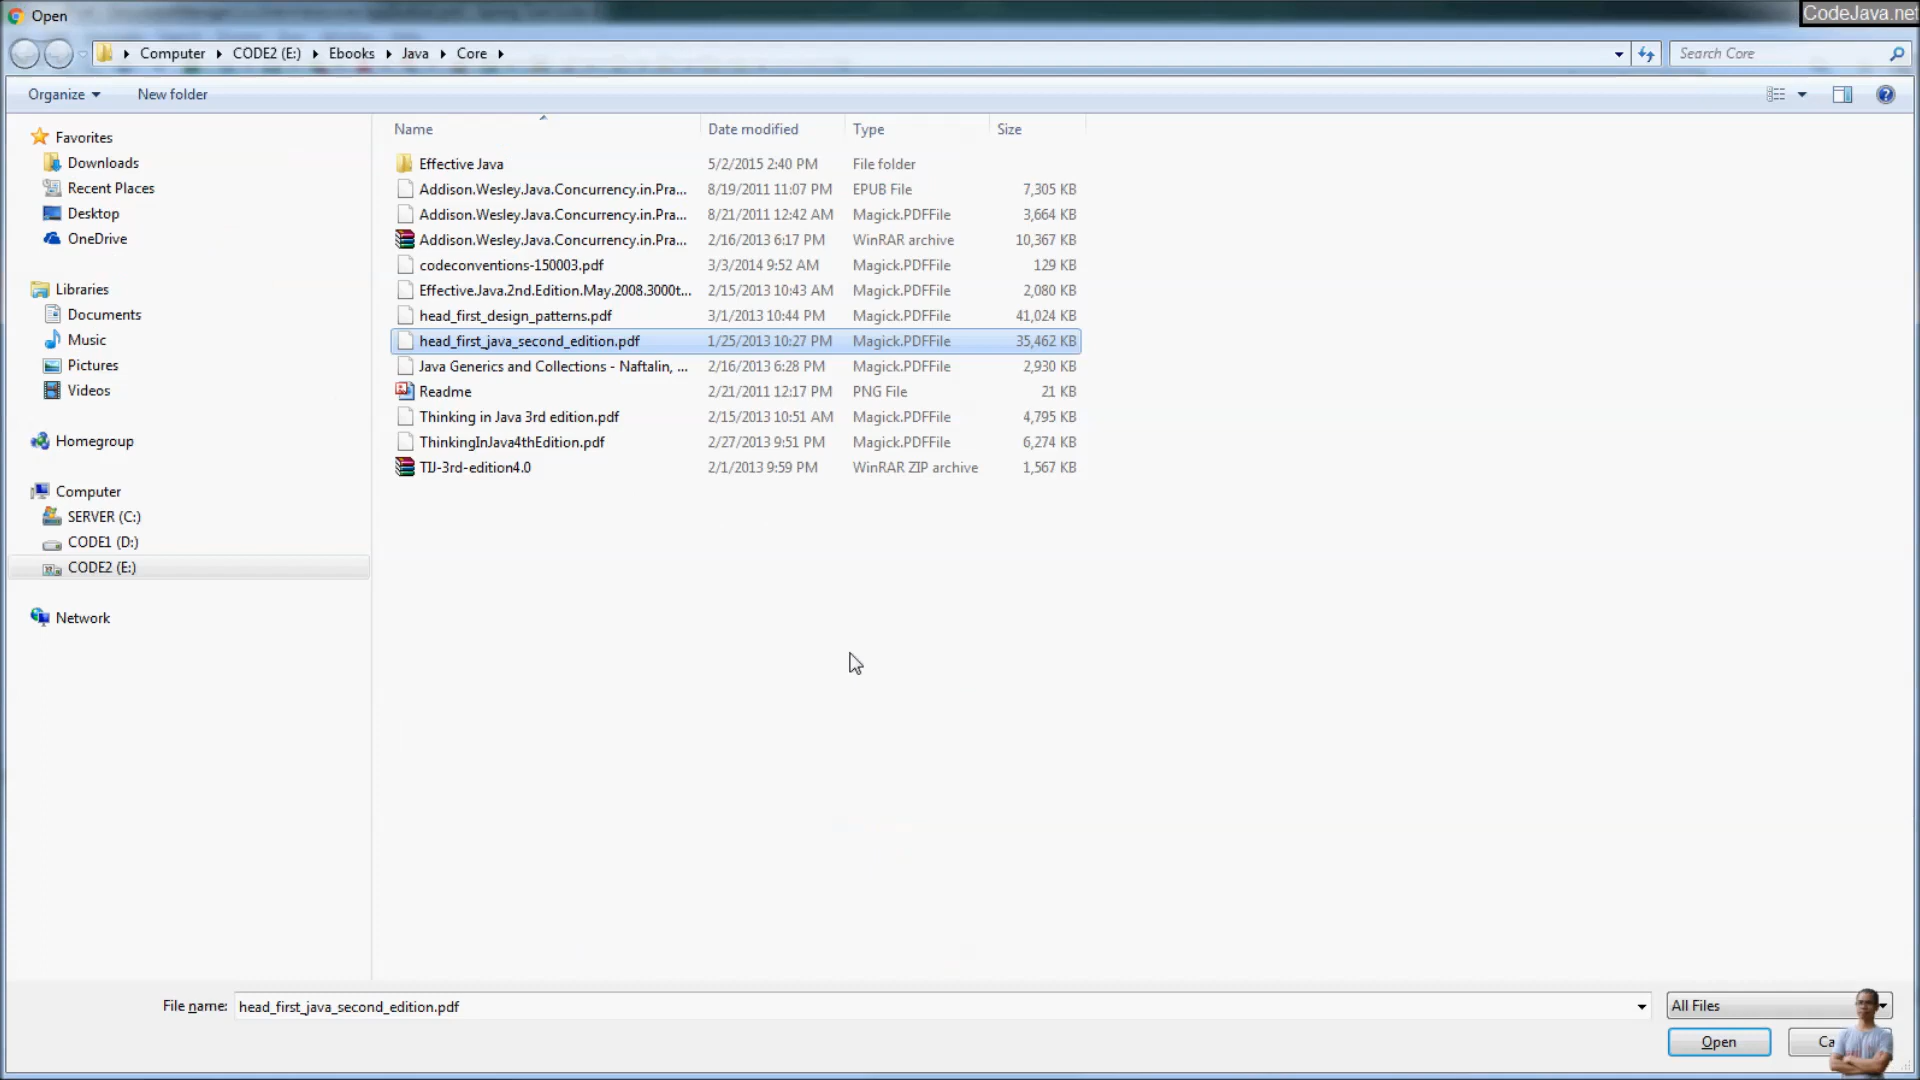 Open
CodeJava.net
Computer CODE2 (E:) Ebooks Java Core
Search Core
Organize New folder
Name Date modified Type Size
Effective Java 5/2/2015 2:40 PM File folder
Addison.Wesley.Java.Concurrency.in.Pra... 8/19/2011 11:07 PM EPUB File 7,305 KB
Addison.Wesley.Java.Concurrency.in.Pra... 8/21/2011 12:42 AM Magick.PDFFile 3,664 KB
Addison.Wesley.Java.Concurrency.in.Pra... 2/16/2013 6:17 PM WinRAR archive 10,367 KB
codeconventions-150003.pdf 3/3/2014 9:52 AM Magick.PDFFile 129 KB
Effective.Java.2nd.Edition.May.2008.3000t... 2/15/2013 10:43 AM Magick.PDFFile 2,080 KB
head_first_design_patterns.pdf 3/1/2013 10:44 PM Magick.PDFFile 41,024 KB
head_first_java_second_edition.pdf 1/25/2013 10:27 PM Magick.PDFFile 35,462 KB
Java Generics and Collections - Naftalin, ... 2/16/2013 6:28 PM Magick.PDFFile 2,930 KB
Readme 2/21/2011 12:17 PM PNG File 21 KB
Thinking in Java 3rd edition.pdf 2/15/2013 10:51 AM Magick.PDFFile 4,795 KB
ThinkingInJava4thEdition.pdf 2/27/2013 9:51 PM Magick.PDFFile 6,274 KB
TIJ-3rd-edition4.0 2/1/2013 9:59 PM WinRAR ZIP archive 1,567 KB
Favorites
Downloads
Recent Places
Desktop
OneDrive
Libraries
Documents
Music
Pictures
Videos
Homegroup
Computer
SERVER (C:)
CODE1 (D:)
CODE2 (E:)
Network
File name: head_first_java_second_edition.pdf
All Files
Open
Ca